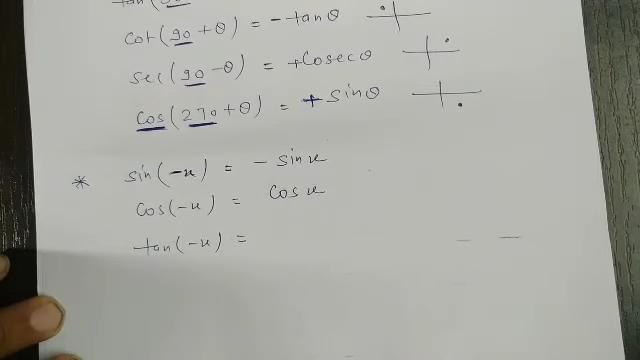 cot(90+θ) = -tanθ
sec(90-θ) = +cosecθ
cos(270+θ) = +sinθ
* sin(-x) = - sinx
cos(-x) = cosx
tan(-x) =